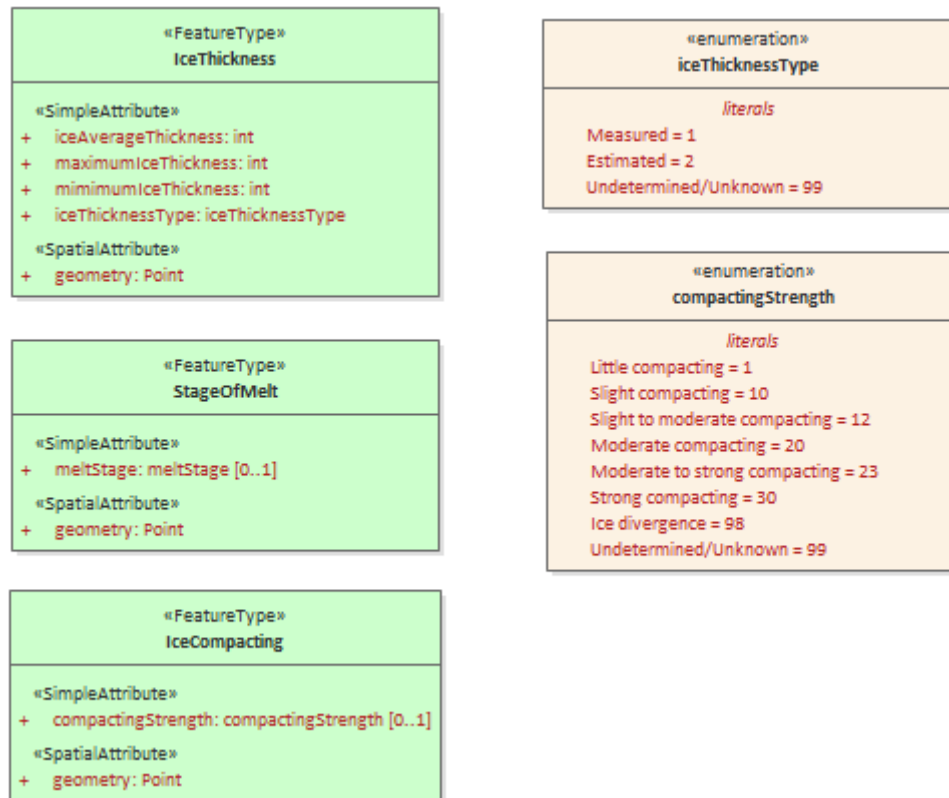 «FeatureType»
IceThickness
«SimpleAttribute»
+ iceAverageThickness: int
+ maximumIceThickness: int
+ mimimumIceThickness: int
+ iceThicknessType: iceThicknessType
«SpatialAttribute»
+ geometry: Point
«FeatureType»
StageOfMelt
«SimpleAttribute»
+ meltStage: meltStage [0..1]
«SpatialAttribute»
+ geometry: Point
«FeatureType»
IceCompacting
«SimpleAttribute»
+ compactingStrength: compactingStrength [0..1]
«SpatialAttribute»
+ geometry: Point
«enumeration»
iceThicknessType
literals
Measured = 1
Estimated = 2
Undetermined/Unknown = 99
«enumeration»
compactingStrength
literals
Little compacting = 1
Slight compacting = 10
Slight to moderate compacting = 12
Moderate compacting = 20
Moderate to strong compacting = 23
Strong compacting = 30
Ice divergence = 98
Undetermined/Unknown = 99